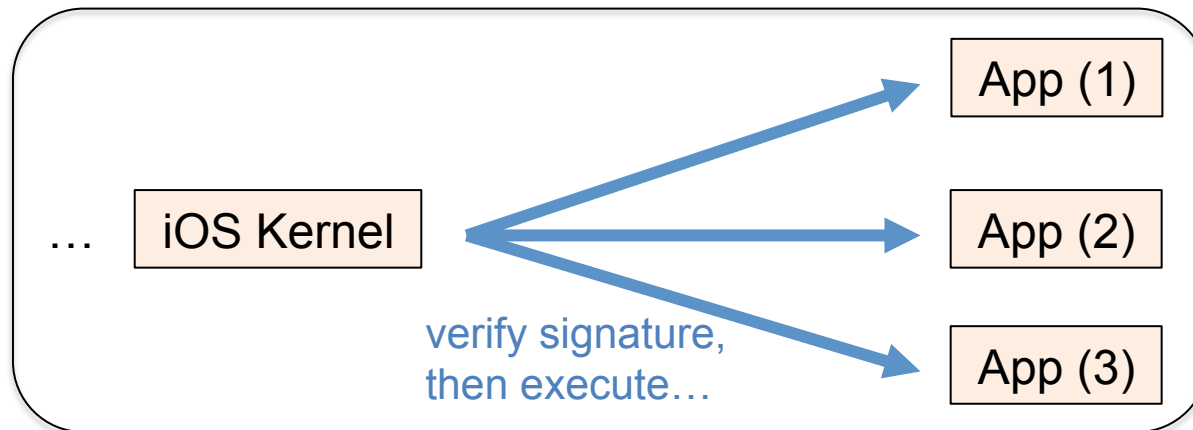 App (1)
… iOS Kernel
App (2)
verify signature,
then execute…
App (3)